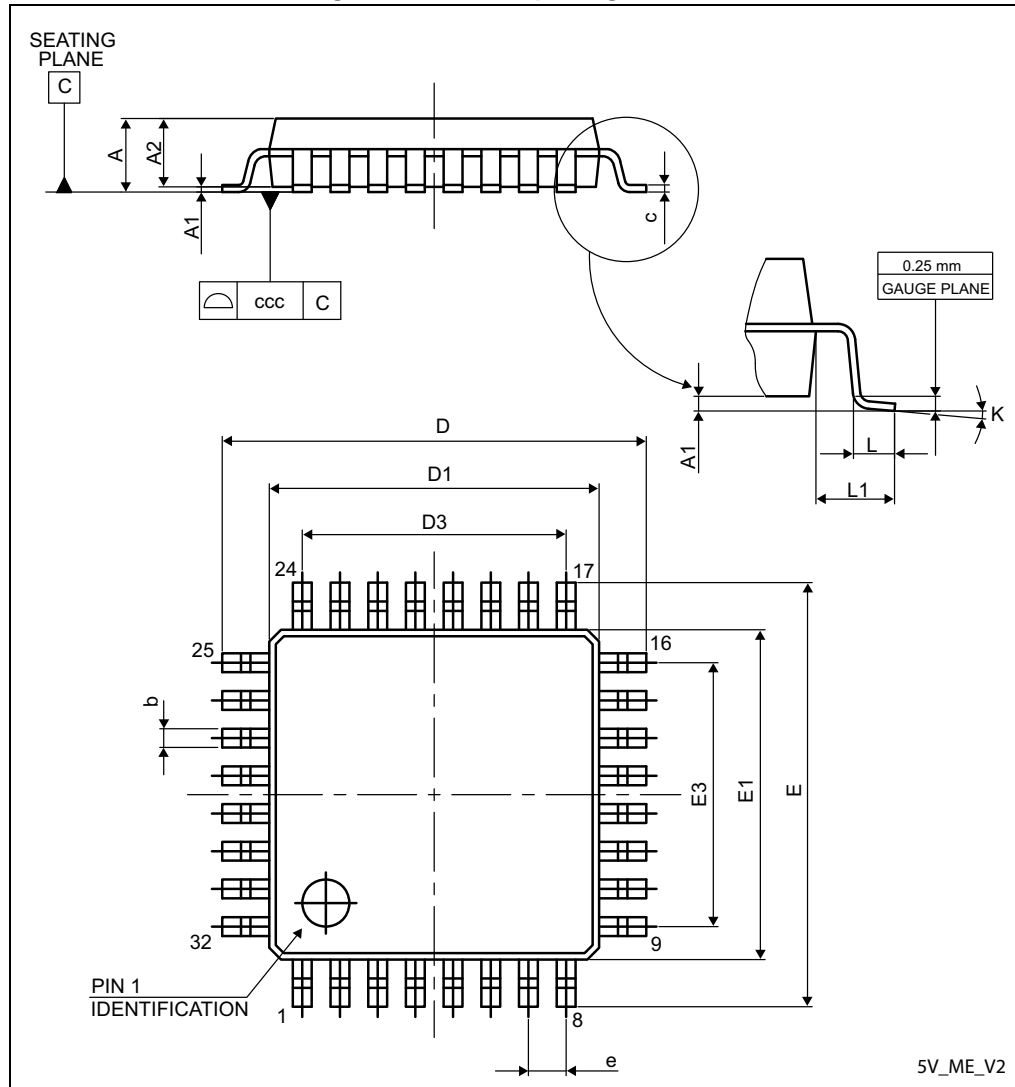 SEATING
PLANE
C
A
A2
A1
c
ccc
C
0.25 mm
GAUGE PLANE
A1
K
L
L1
D
D1
D3
24
17
25
16
b
E3
E1
E
32
9
PIN 1
IDENTIFICATION
1
8
e
5V_ME_V2